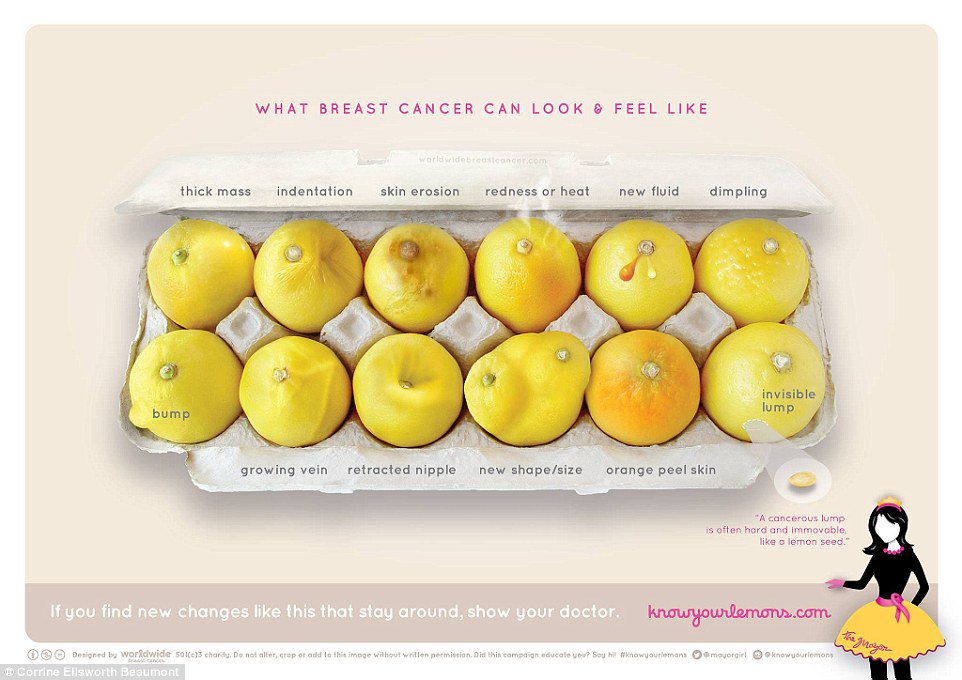 WHAT BREAST CANCER CAN LOOK & FEEL LIKE
worldwidebreastcancer.com
thick mass indentation skin erosion redness or heat new fluid dimpling
bump
invisible
lump
growing vein retracted nipple new shape/size orange peel skin
"A cancerous lump
is often hard and immovable,
like a lemon seed."
If you find new changes like this that stay around, show your doctor. knowyourlemons.com
the mayor
Designed by worldwide BREAST CANCER 501(c)3 charity. Do not alter, crop or add to this image without written permission. Did this campaign educate you? Say hi! #knowyourlemons @mayorgirl @knowyourlemons
© Corrine Ellsworth Beaumont